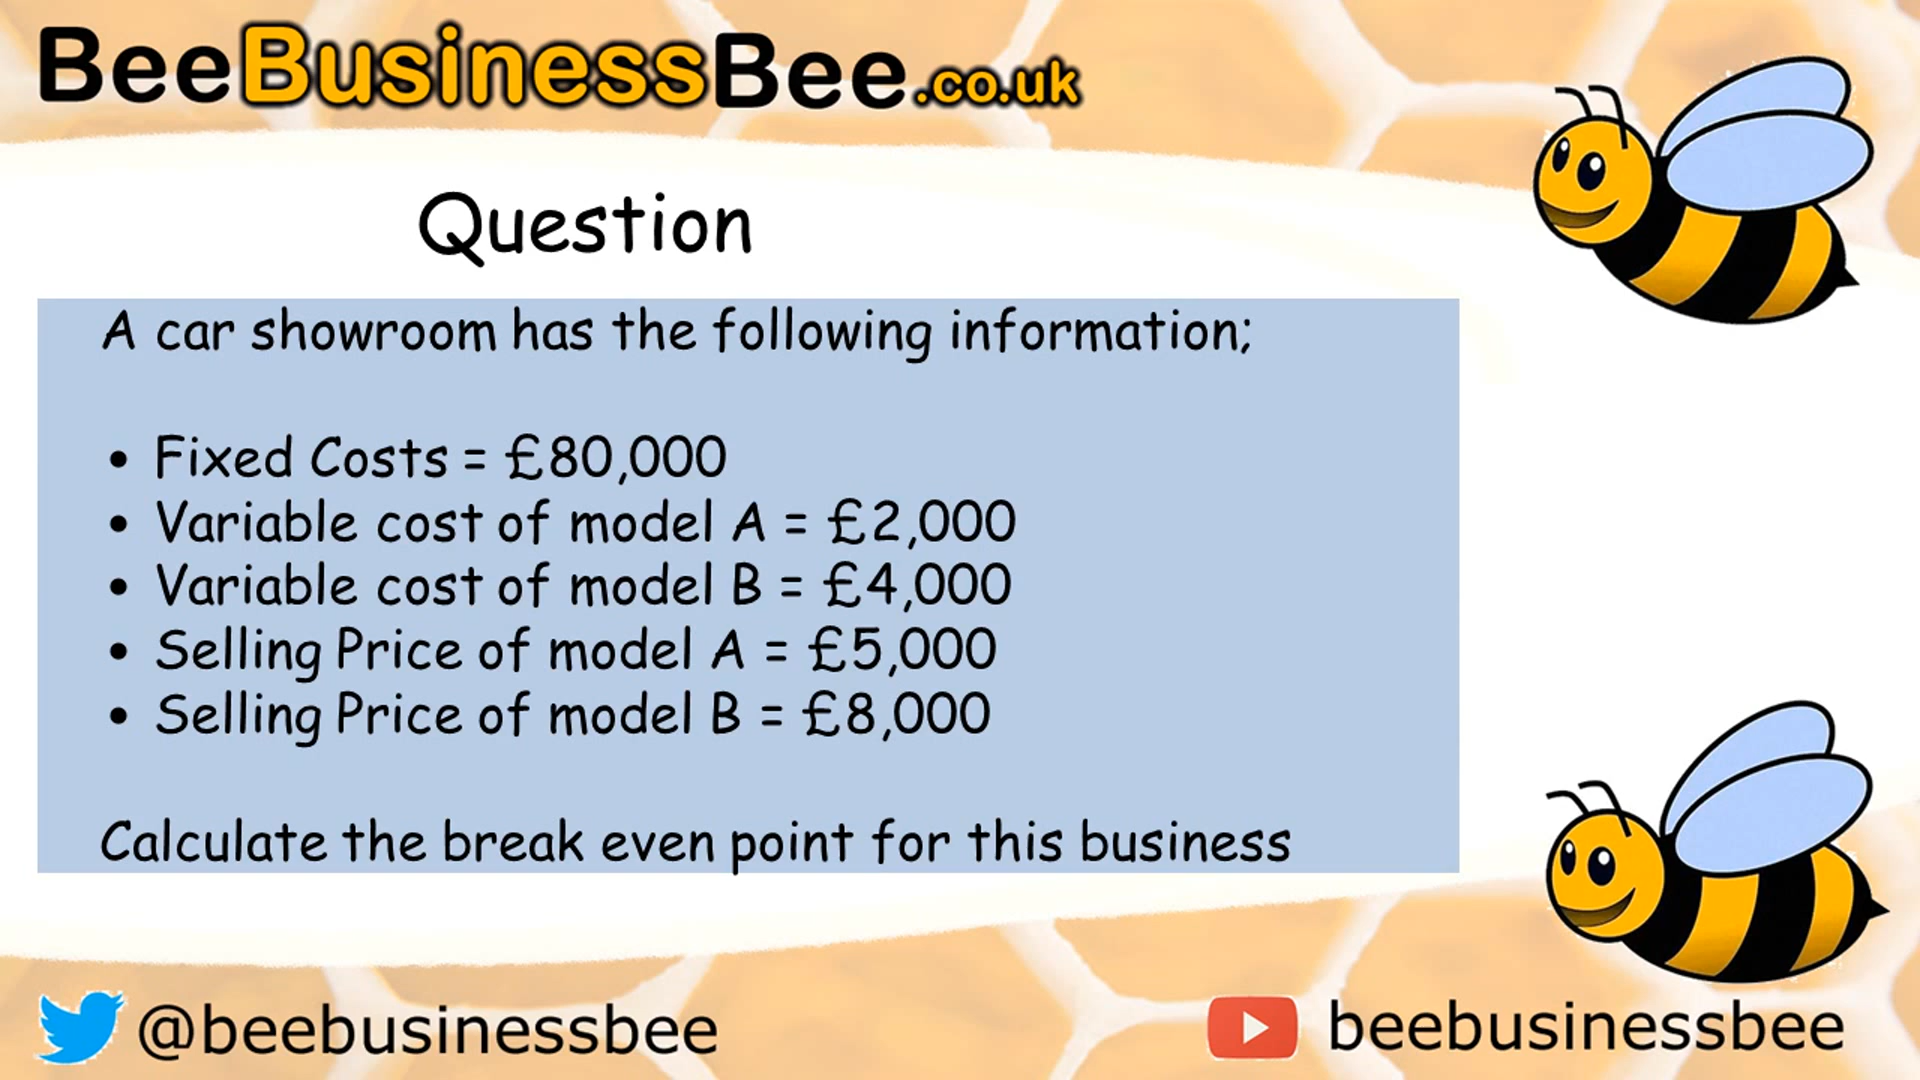 BeeBusinessBee.co.uk
Question
A car showroom has the following information;
• Fixed Costs = £80,000
• Variable cost of model A = £2,000
• Variable cost of model B = £4,000
• Selling Price of model A = £5,000
• Selling Price of model B = £8,000
Calculate the break even point for this business
@beebusinessbee
beebusinessbee